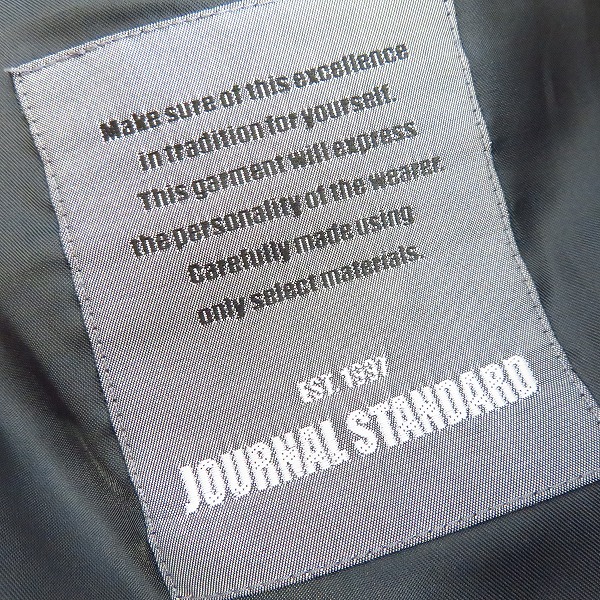 Make sure of this excellence
in tradition for yourself.
This garment will express
the personality of the wearer.
Carefully made using
only select materials.
EST. 1997
JOURNAL STANDARD